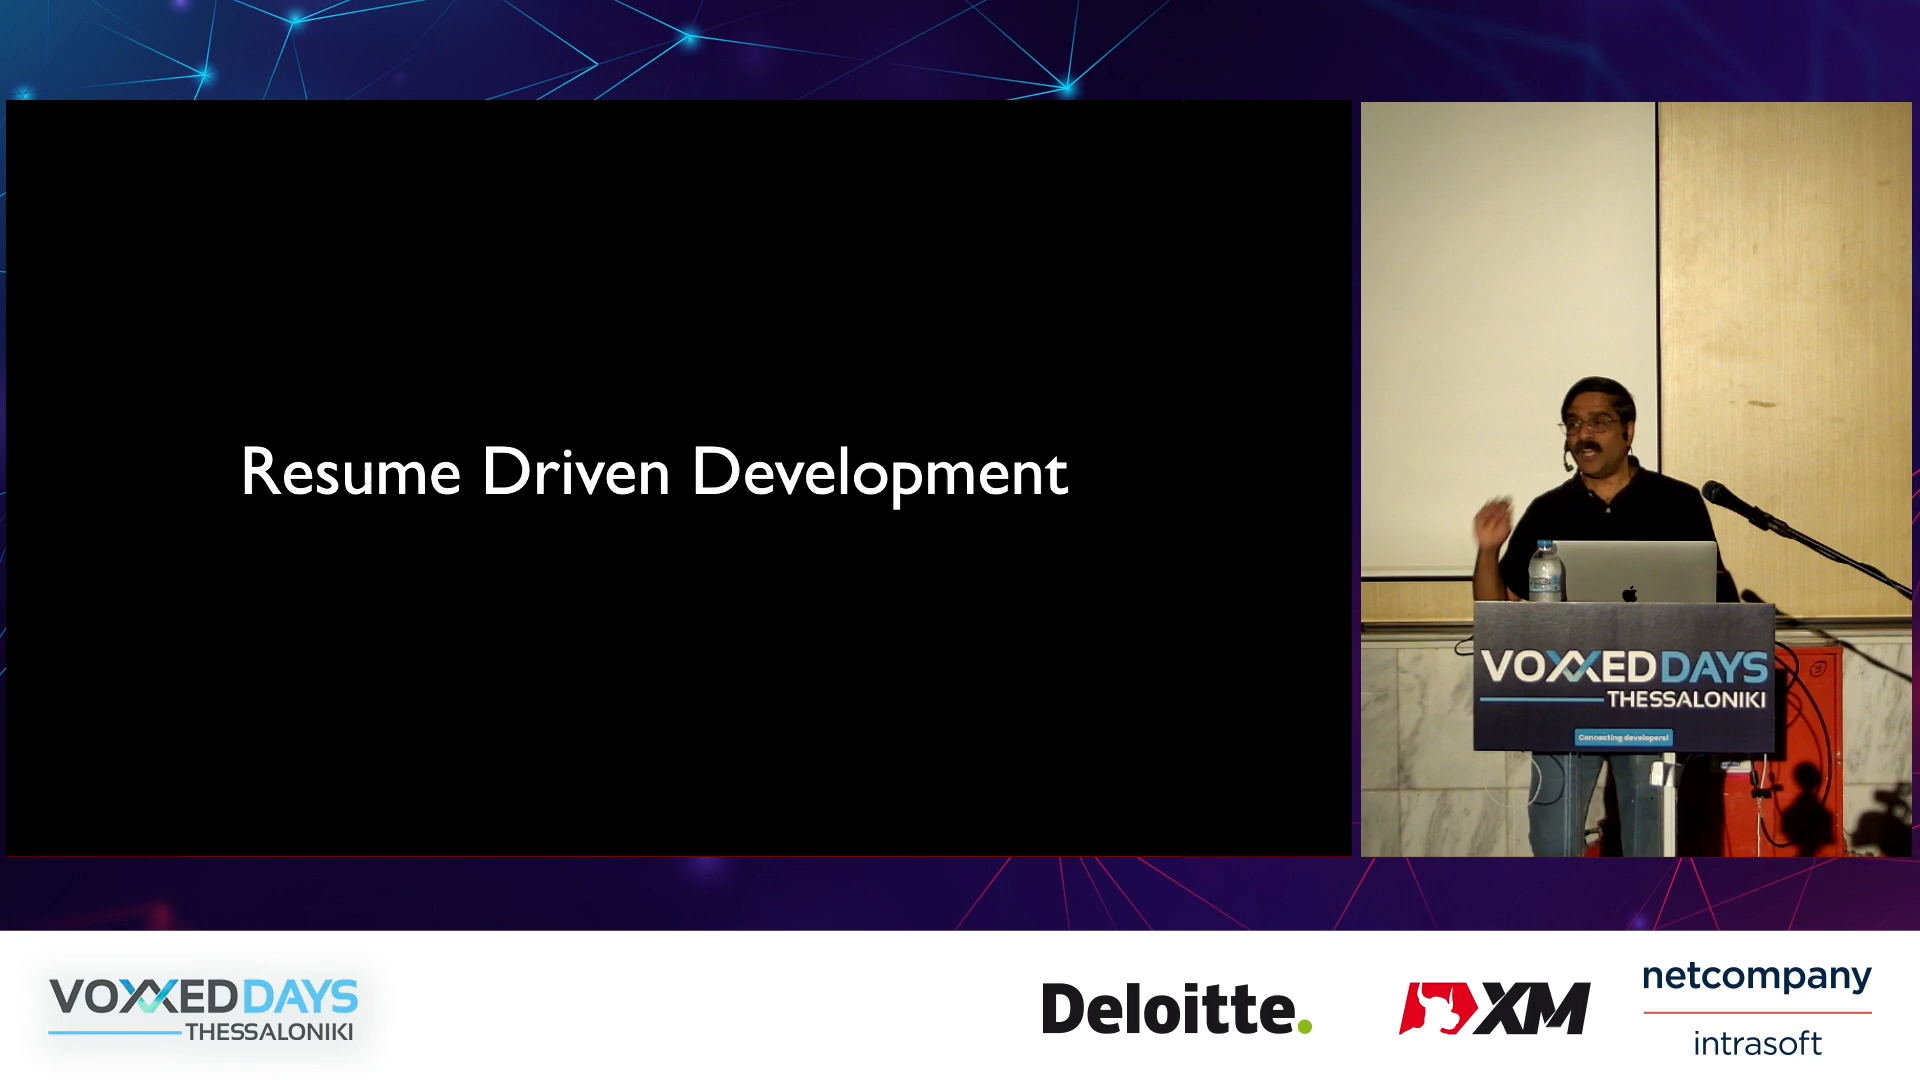 Resume Driven Development
VOXXED DAYS
THESSALONIKI
Connecting developers!
VOXXED DAYS
THESSALONIKI
Deloitte.
XM
netcompany
intrasoft